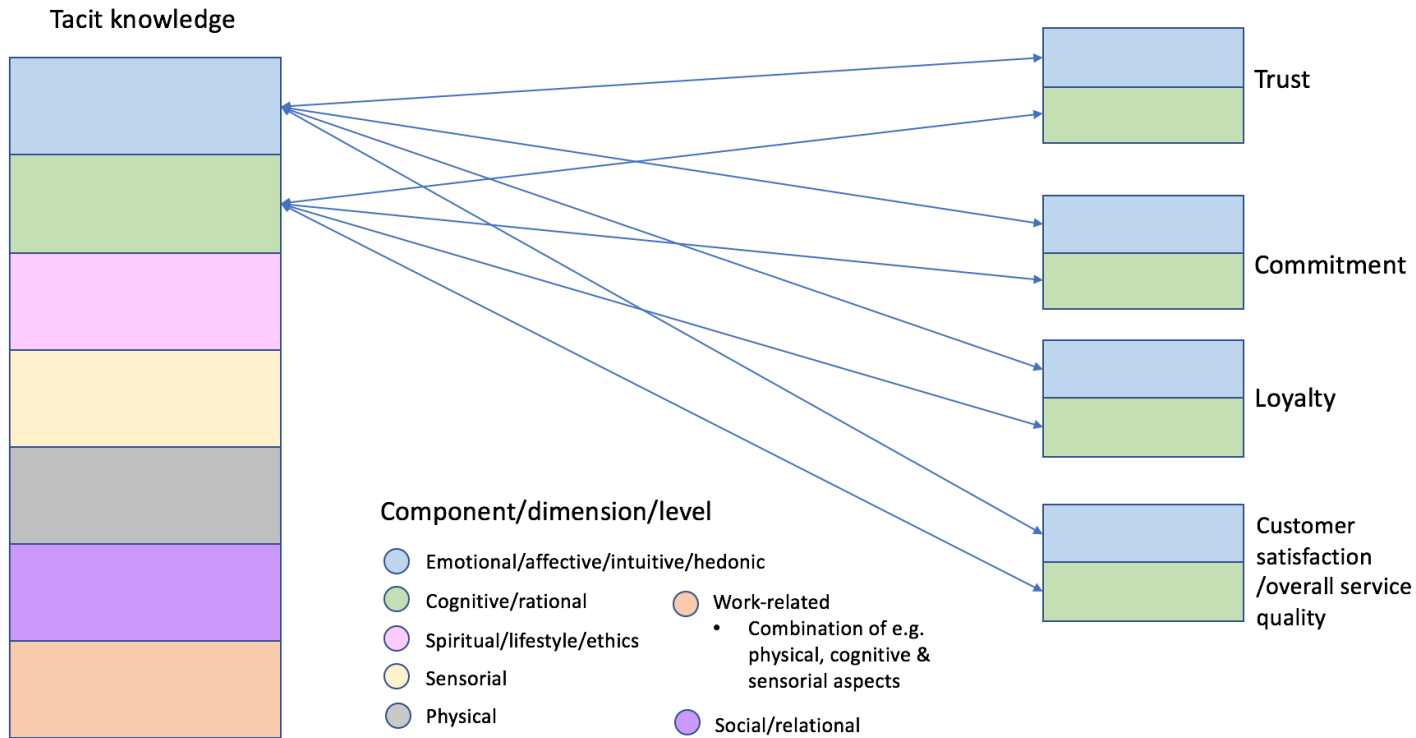 Tacit knowledge
Trust
Commitment
Loyalty
Customer
satisfaction
/overall service
quality
Component/dimension/level
Emotional/affective/intuitive/hedonic
Cognitive/rational
Spiritual/lifestyle/ethics
Sensorial
Physical
Work-related
• Combination of e.g.
physical, cognitive &
sensorial aspects
Social/relational